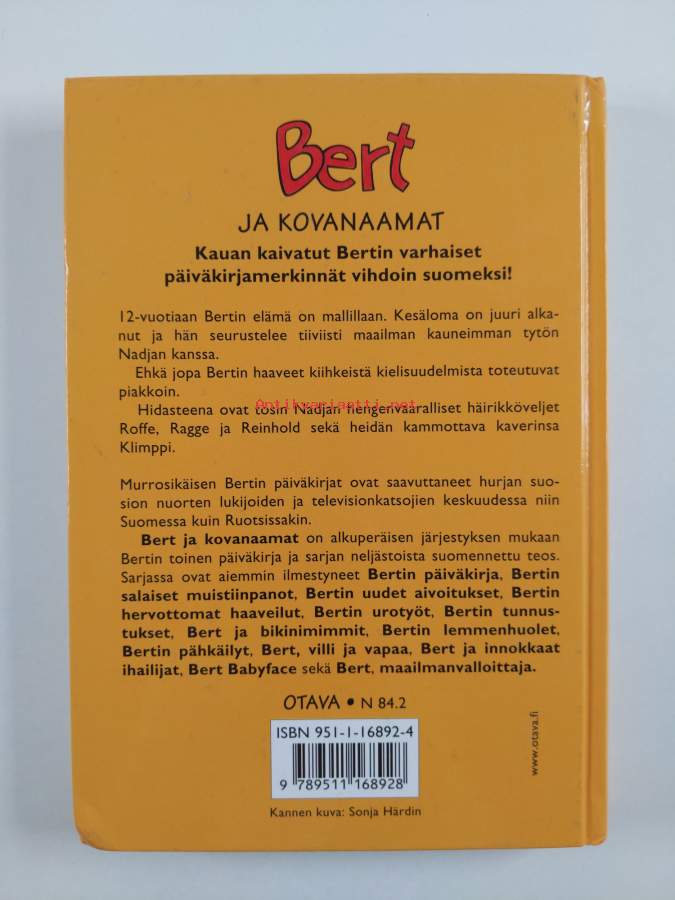 Bert
JA KOVANAAMAT
Kauan kaivatut Bertin varhaiset
päiväkirjamerkinnät vihdoin suomeksi!
12-vuotiaan Bertin elämä on mallillaan. Kesäloma on juuri alka-
nut ja hän seurustelee tiiviisti maailman kauneimman tytön
Nadjan kanssa.
Ehkä jopa Bertin haaveet kiihkeistä kielisuudelmista toteutuvat
piakkoin.
Antikvariaatti.net
Hidasteena ovat tosin Nadjan hengenvaaralliset häirikköveljet
Roffe, Ragge ja Reinhold sekä heidän kammottava kaverinsa
Klimppi.
Murrosikäisen Bertin päiväkirjat ovat saavuttaneet hurjan suo-
sion nuorten lukijoiden ja televisionkatsojien keskuudessa niin
Suomessa kuin Ruotsissakin.
Bert ja kovanaamat on alkuperäisen järjestyksen mukaan
Bertin toinen päiväkirja ja sarjan neljästoista suomennettu teos.
Sarjassa ovat aiemmin ilmestyneet Bertin päiväkirja, Bertin
salaiset muistiinpanot, Bertin uudet aivoitukset, Bertin
hervottomat haaveilut, Bertin urotyöt, Bertin tunnus-
tukset, Bert ja bikinimimmit, Bertin lemmenhuolet,
Bertin pähkäilyt, Bert, villi ja vapaa, Bert ja innokkaat
ihailijat, Bert Babyface sekä Bert, maailmanvalloittaja.
OTAVA • N 84.2
ISBN 951-1-16892-4
9 789511 168928
Kannen kuva: Sonja Härdin
www.otava.fi